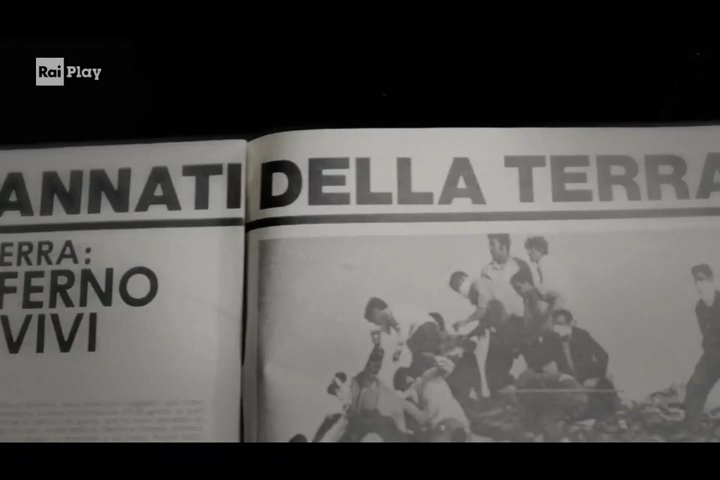 Rai Play
ANNATI DELLA TERRA
ERRA:
FERNO
VIVI